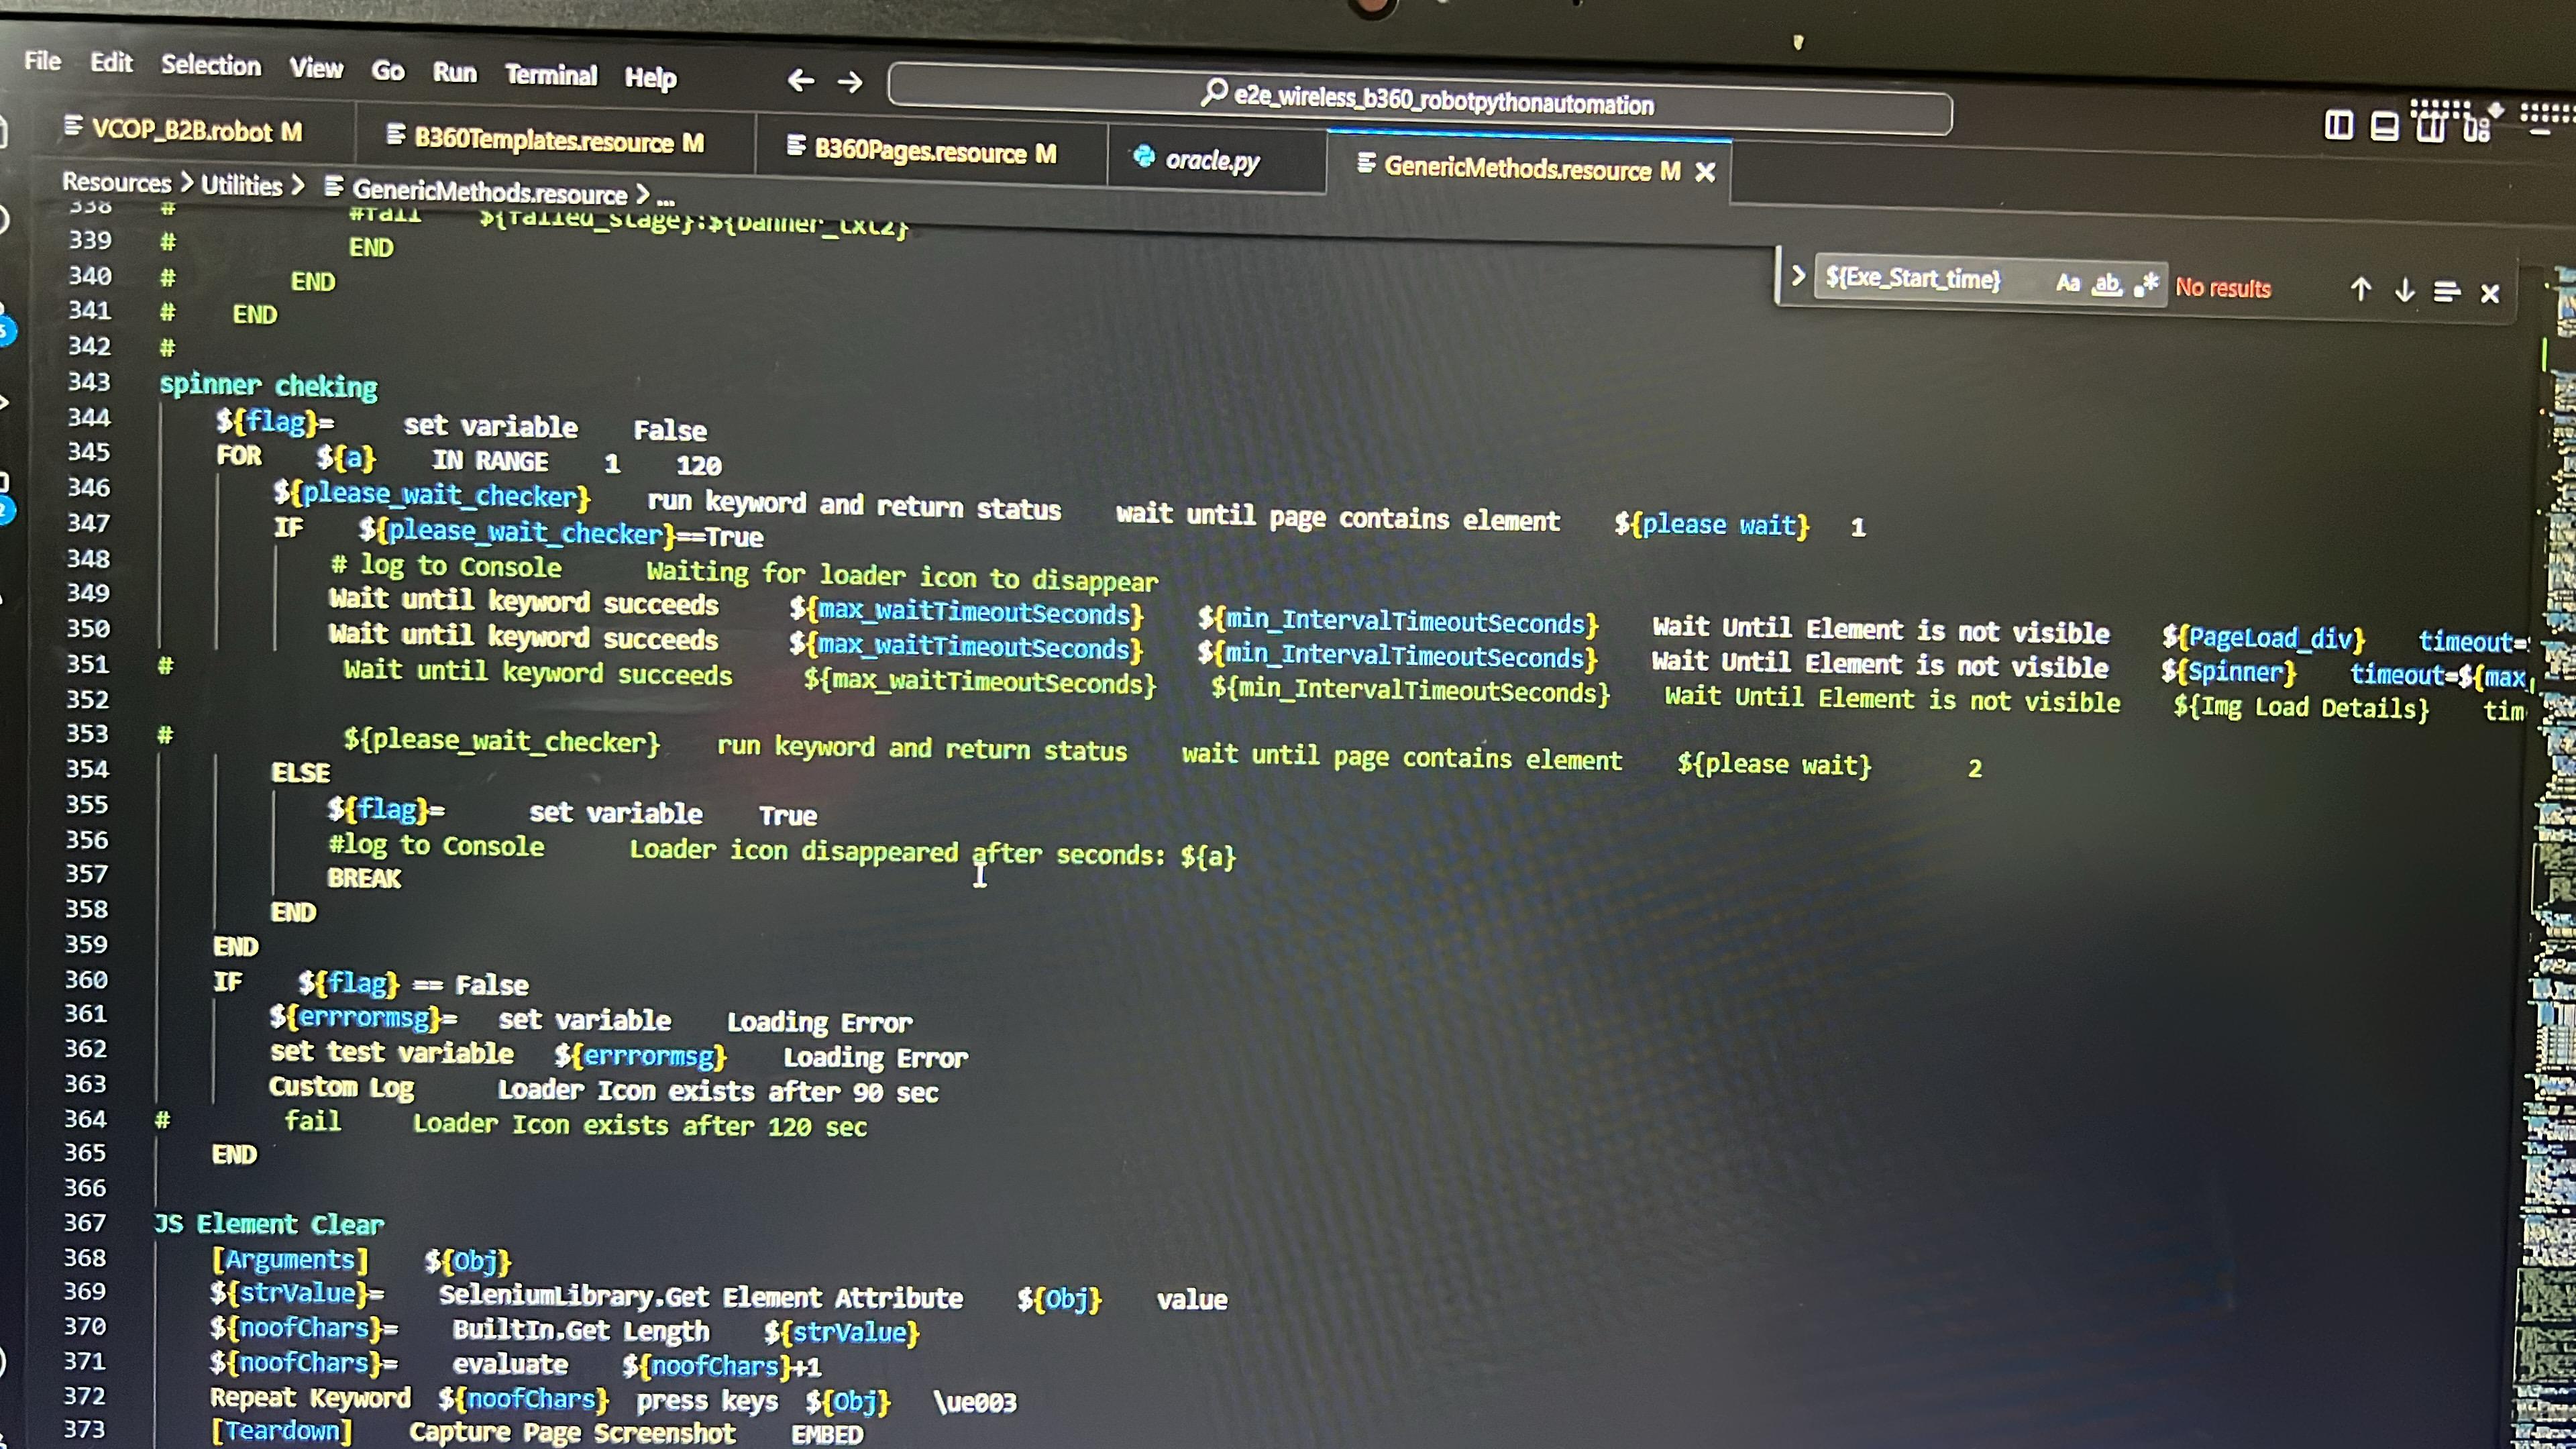 File Edit Selection View Go Run Terminal Help
e2e_wireless_b360_robotpythonautomation
VCOP_B2B.robot M
B360Templates.resource M
B360Pages.resource M
oracle.py
GenericMethods.resource M
Resources > Utilities > GenericMethods.resource > ...
${Exe_Start_time} Aa ab .* No results
338 # #fail ${failed_stage}:${banner_txt2}
339 # END
340 # END
341 # END
342 #
343 spinner cheking
344 ${flag}= set variable False
345 FOR ${a} IN RANGE 1 120
346 ${please_wait_checker} run keyword and return status wait until page contains element ${please wait} 1
347 IF ${please_wait_checker}==True
348 # log to Console Waiting for loader icon to disappear
349 Wait until keyword succeeds ${max_waitTimeoutSeconds} ${min_IntervalTimeoutSeconds} Wait Until Element is not visible ${PageLoad_div} timeout=
350 Wait until keyword succeeds ${max_waitTimeoutSeconds} ${min_IntervalTimeoutSeconds} Wait Until Element is not visible ${Spinner} timeout=${max_
351 # Wait until keyword succeeds ${max_waitTimeoutSeconds} ${min_IntervalTimeoutSeconds} Wait Until Element is not visible ${Img Load Details} tim
352
353 # ${please_wait_checker} run keyword and return status wait until page contains element ${please wait} 2
354 ELSE
355 ${flag}= set variable True
356 #log to Console Loader icon disappeared after seconds: ${a}
357 BREAK
358 END
359 END
360 IF ${flag} == False
361 ${errrormsg}= set variable Loading Error
362 set test variable ${errrormsg} Loading Error
363 Custom Log Loader Icon exists after 90 sec
364 # fail Loader Icon exists after 120 sec
365 END
366
367 JS Element Clear
368 [Arguments] ${Obj}
369 ${strValue}= SeleniumLibrary.Get Element Attribute ${Obj} value
370 ${noofChars}= BuiltIn.Get Length ${strValue}
371 ${noofChars}= evaluate ${noofChars}+1
372 Repeat Keyword ${noofChars} press keys ${Obj} \ue003
373 [Teardown] Capture Page Screenshot EMBED